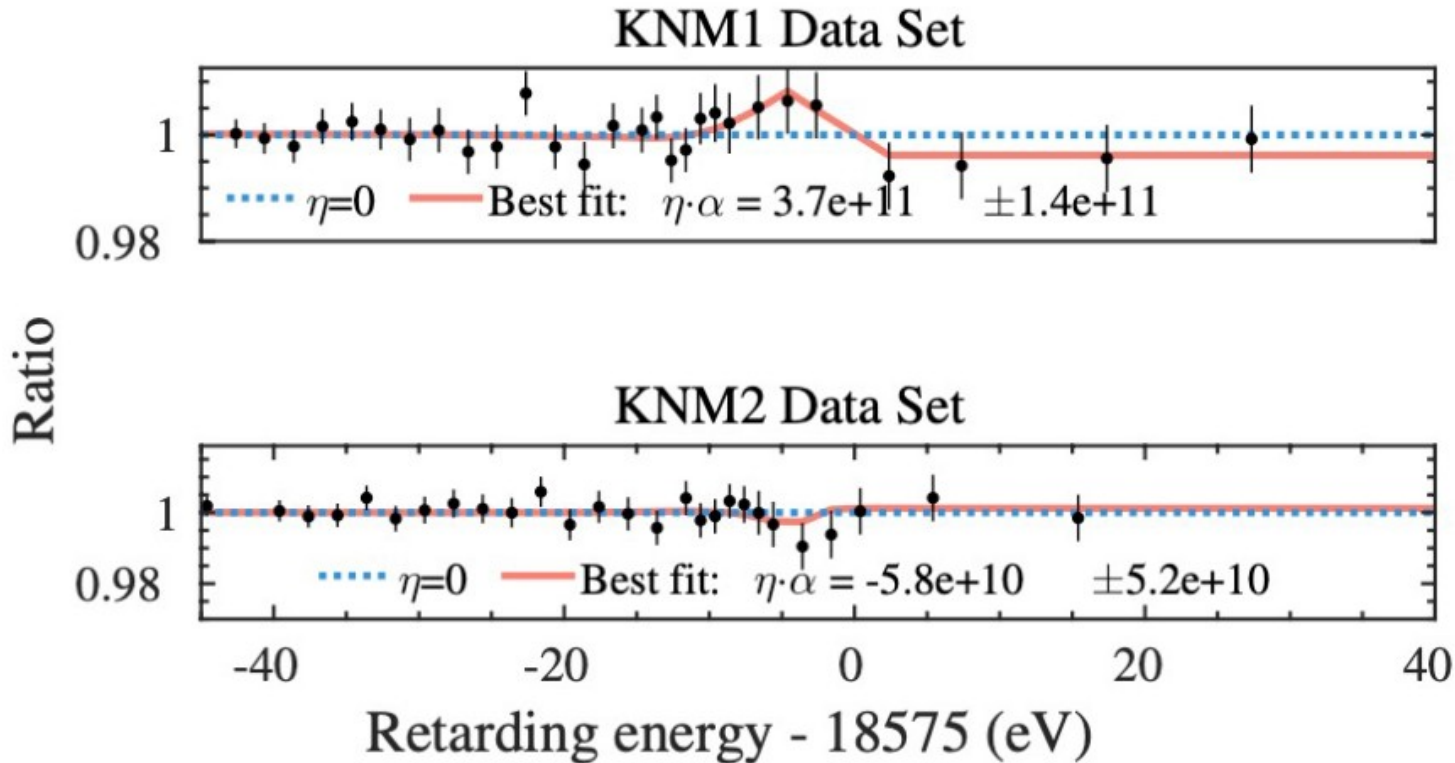 KNM1 Data Set
1
η=0 Best fit: η·α = 3.7e+11 ±1.4e+11
0.98
Ratio
KNM2 Data Set
1
η=0 Best fit: η·α = -5.8e+10 ±5.2e+10
0.98
-40 -20 0 20 40
Retarding energy - 18575 (eV)